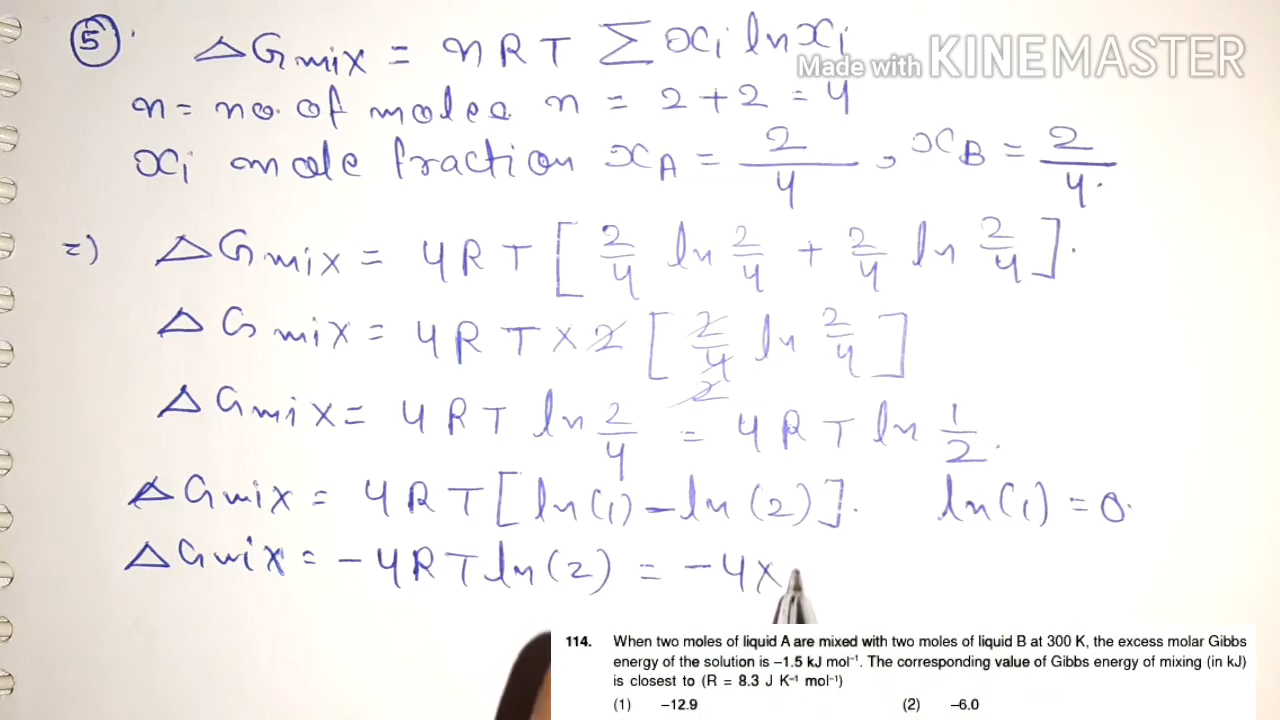 5. ΔGmix = nRT Σ xi ln xi
Made with KINEMASTER
n = no. of moles n = 2 + 2 = 4
xi mole fraction xA = 2/4 , xB = 2/4.
=) ΔGmix = 4RT [ 2/4 ln 2/4 + 2/4 ln 2/4 ].
ΔGmix = 4RT × 2 [ 2/4 ln 2/4 ]
2
ΔGmix = 4RT ln 2/4 = 4RT ln 1/2.
ΔGmix = 4RT [ ln(1) – ln(2) ]. ln(1) = 0.
ΔGmix = – 4RT ln(2) = – 4×
114. When two moles of liquid A are mixed with two moles of liquid B at 300 K, the excess molar Gibbs
energy of the solution is –1.5 kJ mol⁻¹. The corresponding value of Gibbs energy of mixing (in kJ)
is closest to (R = 8.3 J K⁻¹ mol⁻¹)
(1) –12.9 (2) –6.0